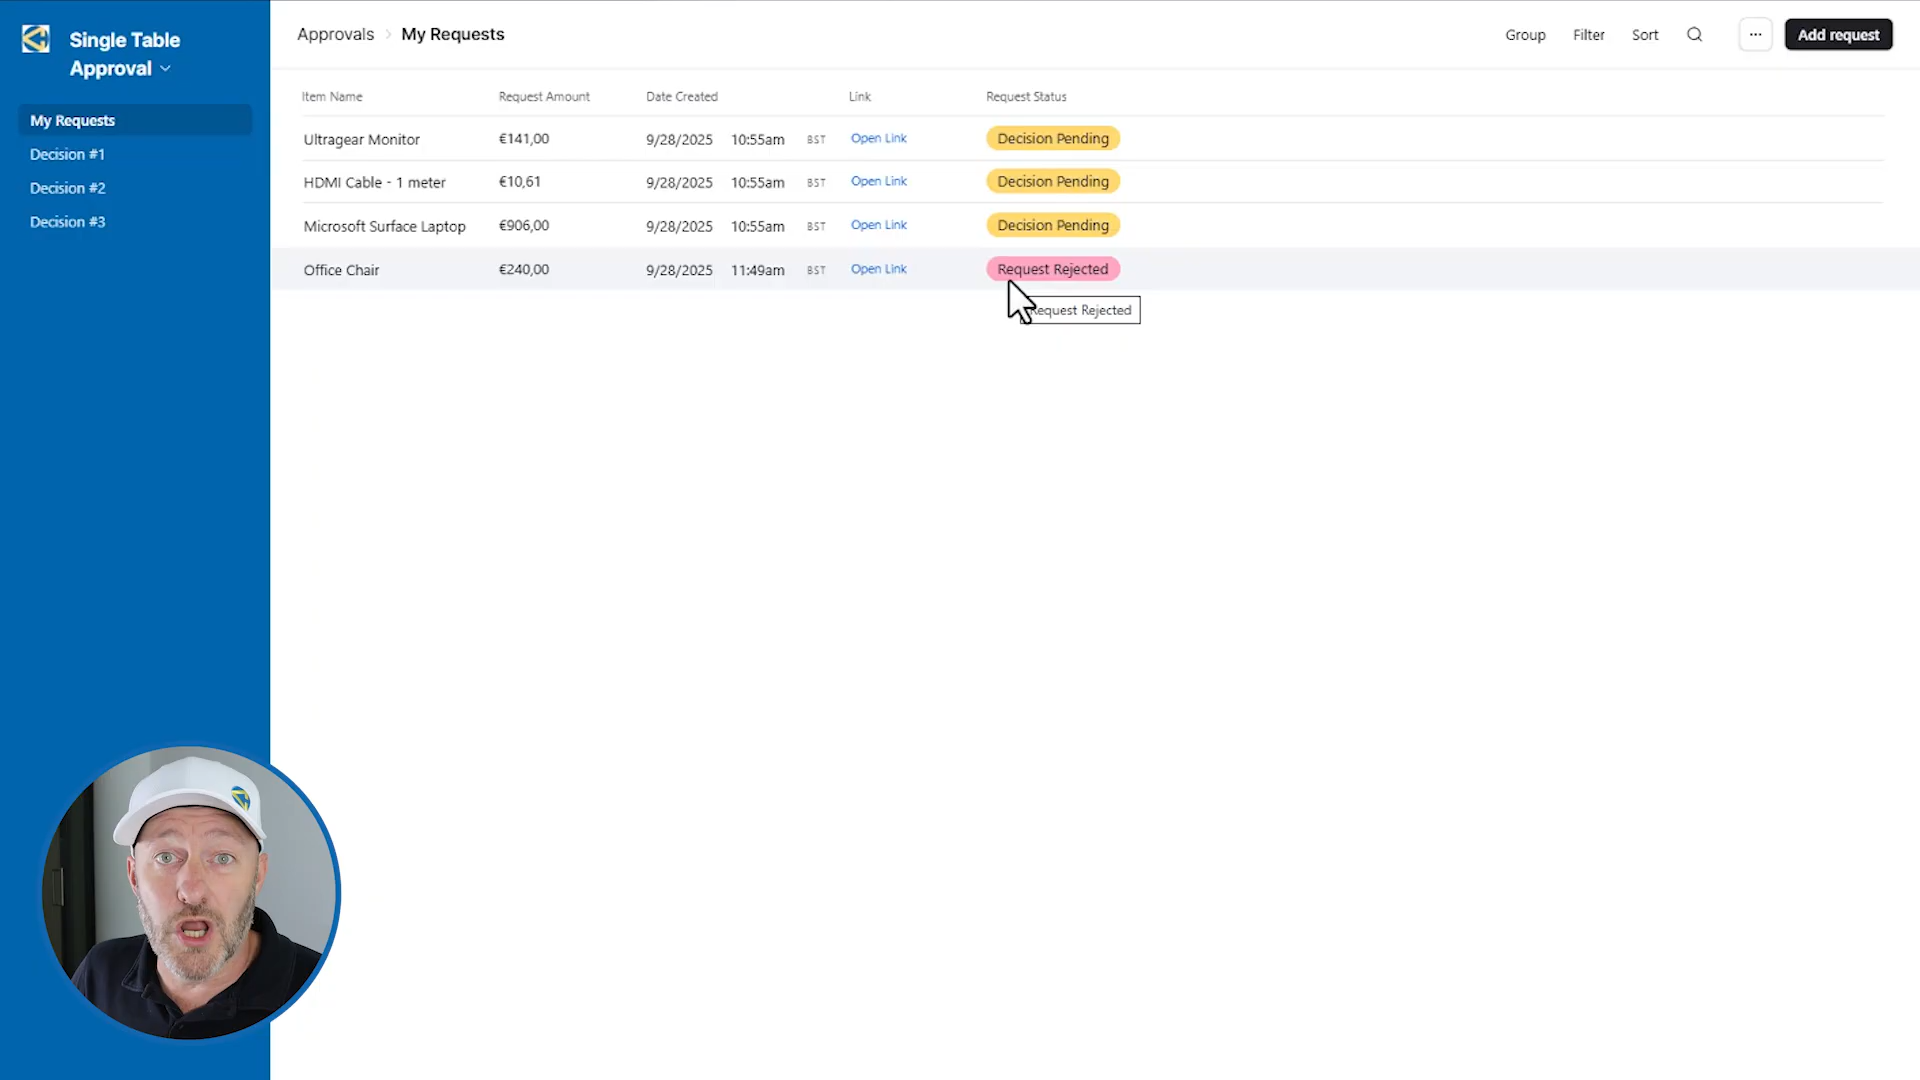 Single Table
Approval
My Requests
Decision #1
Decision #2
Decision #3
Approvals My Requests
Group Filter Sort ... Add request
Item Name Request Amount Date Created Link Request Status
Ultragear Monitor €141,00 9/28/2025 10:55am BST Open Link Decision Pending
HDMI Cable - 1 meter €10,61 9/28/2025 10:55am BST Open Link Decision Pending
Microsoft Surface Laptop €906,00 9/28/2025 10:55am BST Open Link Decision Pending
Office Chair €240,00 9/28/2025 11:49am BST Open Link Request Rejected
Request Rejected